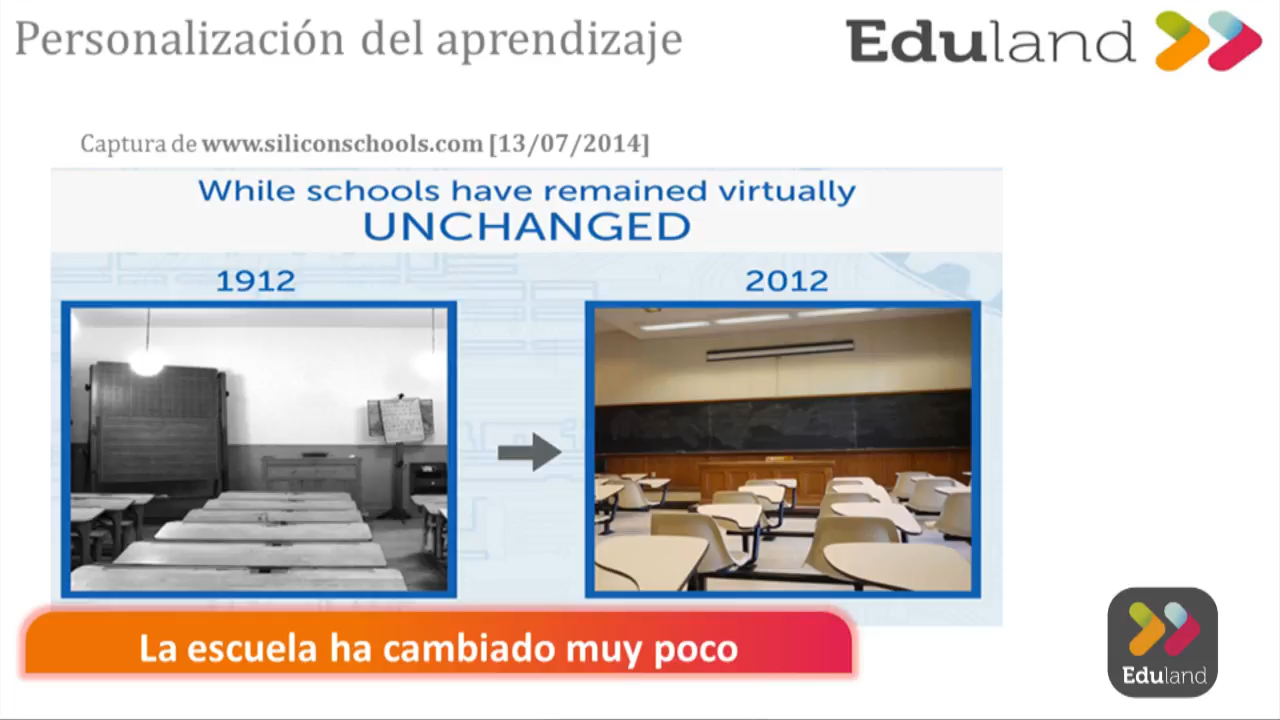 Personalización del aprendizaje
Eduland
Captura de www.siliconschools.com [13/07/2014]
While schools have remained virtually
UNCHANGED
1912
2012
La escuela ha cambiado muy poco
Eduland